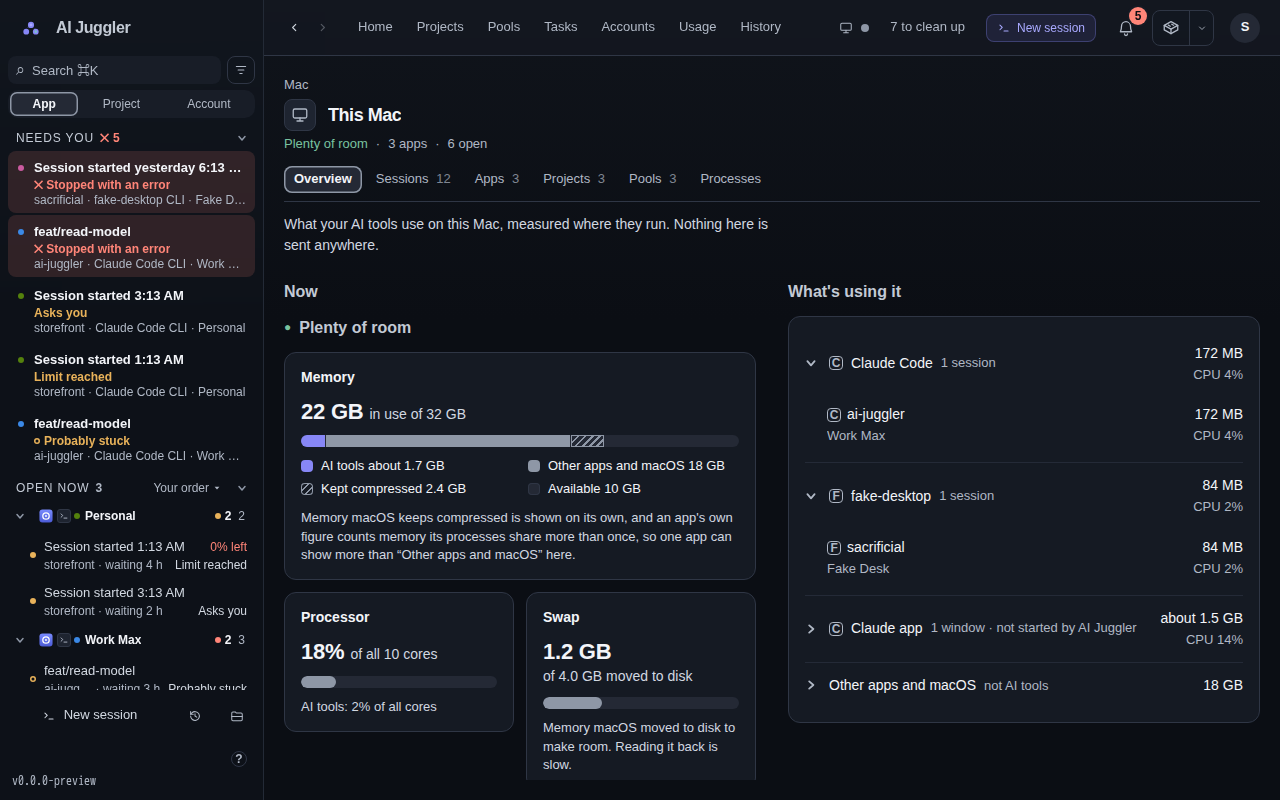 AI Juggler
Search ⌘K
App
Project
Account
NEEDS YOU 5
Session started yesterday 6:13 …
Stopped with an error
sacrificial · fake-desktop CLI · Fake D…
feat/read-model
Stopped with an error
ai-juggler · Claude Code CLI · Work …
Session started 3:13 AM
Asks you
storefront · Claude Code CLI · Personal
Session started 1:13 AM
Limit reached
storefront · Claude Code CLI · Personal
feat/read-model
Probably stuck
ai-juggler · Claude Code CLI · Work …
OPEN NOW 3
Your order
Personal
2 2
Session started 1:13 AM
0% left
storefront · waiting 4 h
Limit reached
Session started 3:13 AM
storefront · waiting 2 h
Asks you
Work Max
2 3
feat/read-model
ai-jugg… · waiting 3 h
Probably stuck
New session
?
v0.0.0-preview
Home
Projects
Pools
Tasks
Accounts
Usage
History
7 to clean up
New session
5
S
Mac
This Mac
Plenty of room · 3 apps · 6 open
Overview
Sessions 12
Apps 3
Projects 3
Pools 3
Processes
What your AI tools use on this Mac, measured where they run. Nothing here is
sent anywhere.
Now
Plenty of room
Memory
22 GB in use of 32 GB
AI tools about 1.7 GB
Other apps and macOS 18 GB
Kept compressed 2.4 GB
Available 10 GB
Memory macOS keeps compressed is shown on its own, and an app's own
figure counts memory its processes share more than once, so one app can
show more than “Other apps and macOS” here.
Processor
18% of all 10 cores
AI tools: 2% of all cores
Swap
1.2 GB
of 4.0 GB moved to disk
Memory macOS moved to disk to
make room. Reading it back is
slow.
What's using it
C Claude Code 1 session
172 MB
CPU 4%
C ai-juggler
172 MB
Work Max
CPU 4%
F fake-desktop 1 session
84 MB
CPU 2%
F sacrificial
84 MB
Fake Desk
CPU 2%
C Claude app 1 window · not started by AI Juggler
about 1.5 GB
CPU 14%
Other apps and macOS not AI tools
18 GB